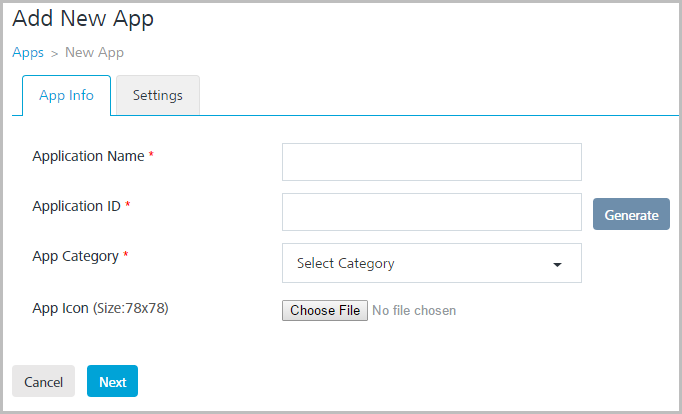 Add New App
Apps > New App
App Info Settings
Application Name *
Application ID * Generate
App Category * Select Category
App Icon (Size:78x78) Choose File No file chosen
Cancel Next